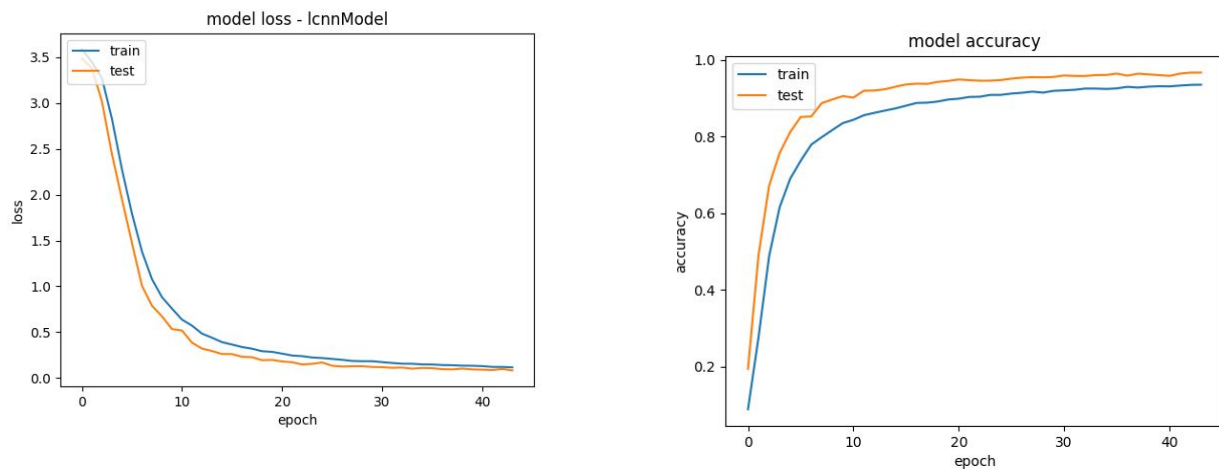 model loss - lcnnModel
train
test
3.5
3.0
2.5
2.0
1.5
1.0
0.5
0.0
loss
0 10 20 30 40
epoch
model accuracy
train
test
1.0
0.8
0.6
0.4
0.2
accuracy
0 10 20 30 40
epoch